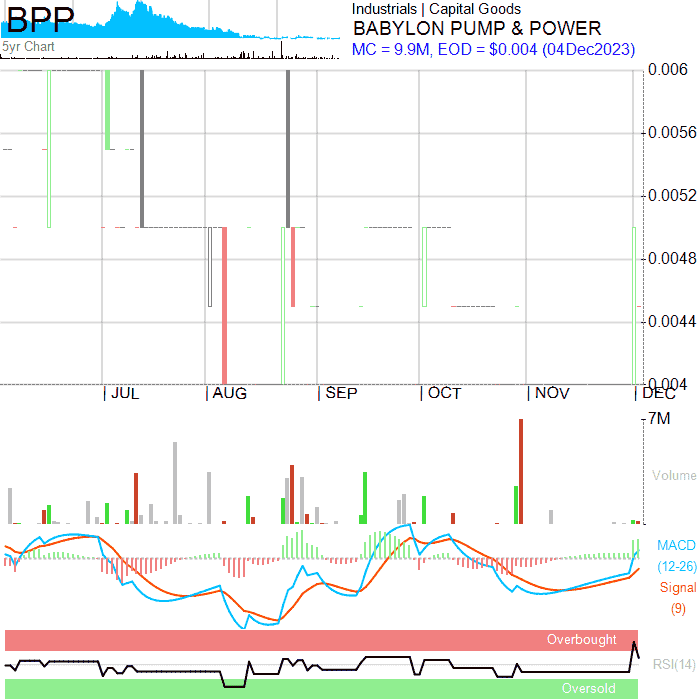 BPP
5yr Chart
Industrials | Capital Goods
BABYLON PUMP & POWER
MC = 9.9M, EOD = $0.004 (04Dec2023)
0.006
0.0056
0.0052
0.0048
0.0044
0.004
JUL
AUG
SEP
OCT
NOV
DEC
7M
Volume
MACD
(12-26)
Signal
(9)
Overbought
RSI(14)
Oversold